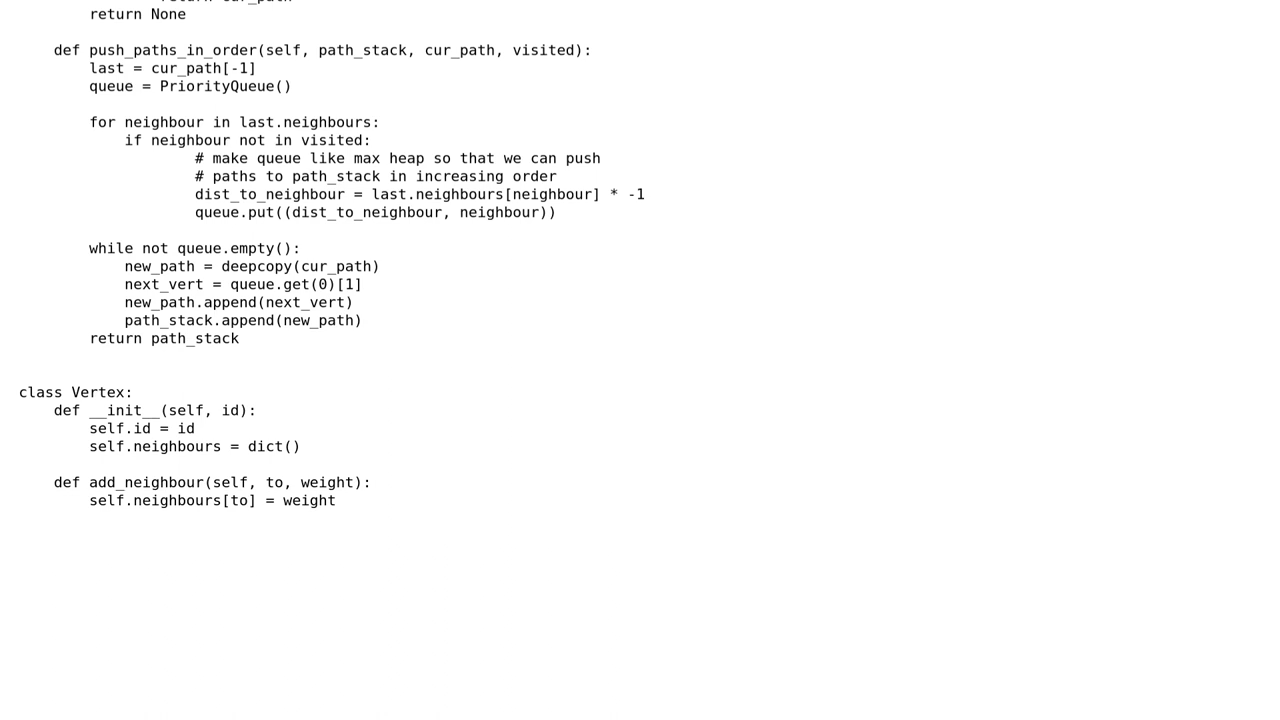 return None
    def push_paths_in_order(self, path_stack, cur_path, visited):
        last = cur_path[-1]
        queue = PriorityQueue()
        for neighbour in last.neighbours:
            if neighbour not in visited:
                    # make queue like max heap so that we can push
                    # paths to path_stack in increasing order
                    dist_to_neighbour = last.neighbours[neighbour] * -1
                    queue.put((dist_to_neighbour, neighbour))
        while not queue.empty():
            new_path = deepcopy(cur_path)
            next_vert = queue.get(0)[1]
            new_path.append(next_vert)
            path_stack.append(new_path)
        return path_stack
class Vertex:
    def __init__(self, id):
        self.id = id
        self.neighbours = dict()
    def add_neighbour(self, to, weight):
        self.neighbours[to] = weight